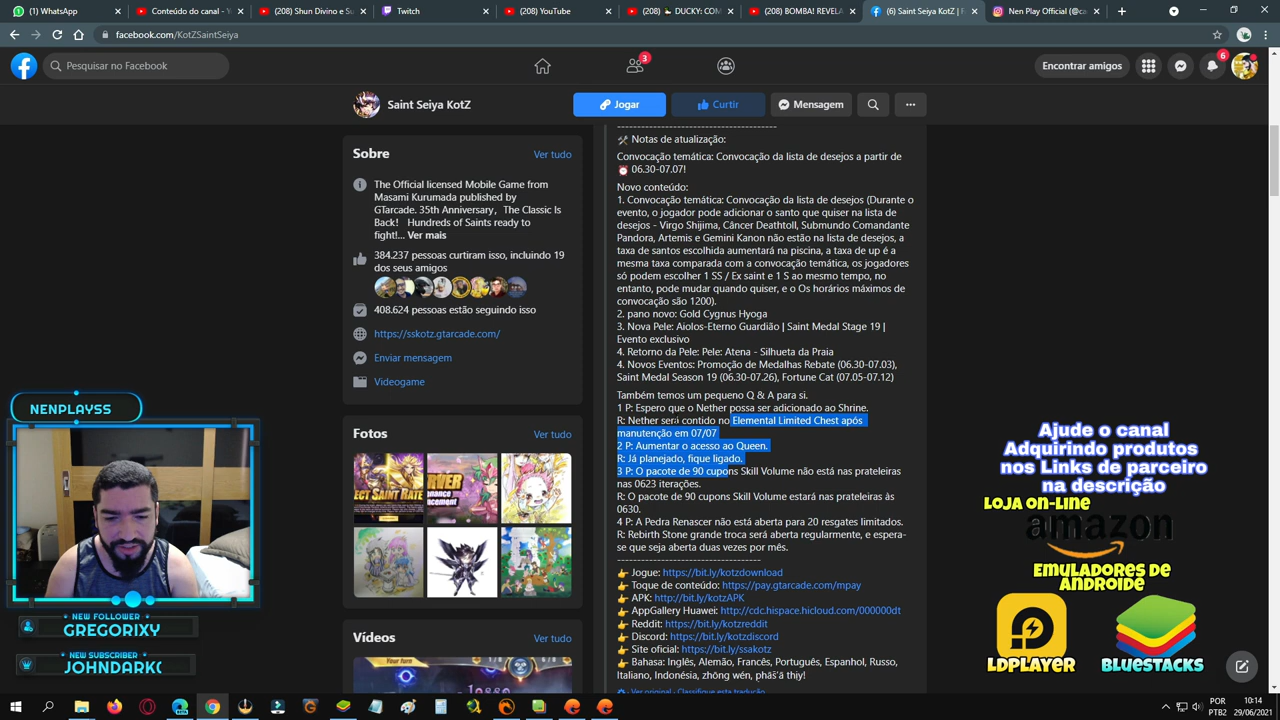 (1) WhatsApp
Conteúdo do canal - Y
(208) Shun Divino e Su
Twitch
(208) YouTube
(208) DUCKY: COM
(208) BOMBA! REVELA
(6) Saint Seiya KotZ | F
Nen Play Official (@ca
facebook.com/KotZSaintSeiya
Pesquisar no Facebook
3
Encontrar amigos
6
Saint Seiya KotZ
Jogar
Curtir
Mensagem
Sobre
Ver tudo
The Official licensed Mobile Game from
Masami Kurumada published by
GTarcade. 35th Anniversary, The Classic Is
Back! Hundreds of Saints ready to
fight!... Ver mais
384.237 pessoas curtiram isso, incluindo 19
dos seus amigos
408.624 pessoas estão seguindo isso
https://sskotz.gtarcade.com/
Enviar mensagem
Videogame
Fotos
Ver tudo
Vídeos
Ver tudo
----------------------------------------
Notas de atualização:
Convocação temática: Convocação da lista de desejos a partir de
06.30-07.07!
Novo conteúdo:
1. Convocação temática: Convocação da lista de desejos (Durante o
evento, o jogador pode adicionar o santo que quiser na lista de
desejos - Virgo Shijima, Câncer Deathtoll, Submundo Comandante
Pandora, Artemis e Gemini Kanon não estão na lista de desejos, a
taxa de santos escolhida aumentará na piscina, a taxa de up é a
mesma taxa comparada com a convocação temática, os jogadores
só podem escolher 1 SS / Ex saint e 1 S ao mesmo tempo, no
entanto, pode mudar quando quiser, e o Os horários máximos de
convocação são 1200).
2. pano novo: Gold Cygnus Hyoga
3. Nova Pele: Aiolos-Eterno Guardião | Saint Medal Stage 19 |
Evento exclusivo
4. Retorno da Pele: Pele: Atena - Silhueta da Praia
4. Novos Eventos: Promoção de Medalhas Rebate (06.30-07.03),
Saint Medal Season 19 (06.30-07.26), Fortune Cat (07.05-07.12)
Também temos um pequeno Q & A para si.
1 P: Espero que o Nether possa ser adicionado ao Shrine.
R: Nether será contido no Elemental Limited Chest após
manutenção em 07/07
2 P: Aumentar o acesso ao Queen.
R: Já planejado, fique ligado.
3 P: O pacote de 90 cupons Skill Volume não está nas prateleiras
nas 0623 iterações.
R: O pacote de 90 cupons Skill Volume estará nas prateleiras às
0630.
4 P: A Pedra Renascer não está aberta para 20 resgates limitados.
R: Rebirth Stone grande troca será aberta regularmente, e espera-
se que seja aberta duas vezes por mês.
------------------------------------
Jogue: https://bit.ly/kotzdownload
Toque de conteúdo: https://pay.gtarcade.com/mpay
APK: http://bit.ly/kotzAPK
AppGallery Huawei: http://cdc.hispace.hicloud.com/000000dt
Reddit: https://bit.ly/kotzreddit
Discord: https://bit.ly/kotzdiscord
Site oficial: https://bit.ly/ssakotz
Bahasa: Inglês, Alemão, Francês, Português, Espanhol, Russo,
Italiano, Indonésia, zhōng wén, phās̄ʹā thịy!
Ver original · Classifique esta tradução
NENPLAYSS
NEW FOLLOWER
GREGORIXY
NEW SUBSCRIBER
JOHNDARK
Ajude o canal
Adquirindo produtos
nos Links de parceiro
na descrição
LOJA ON-LINE
amazon
EMULADORES DE
ANDROIDE
LDPLAYER
BLUESTACKS
POR
PTB2
10:14
29/06/2021